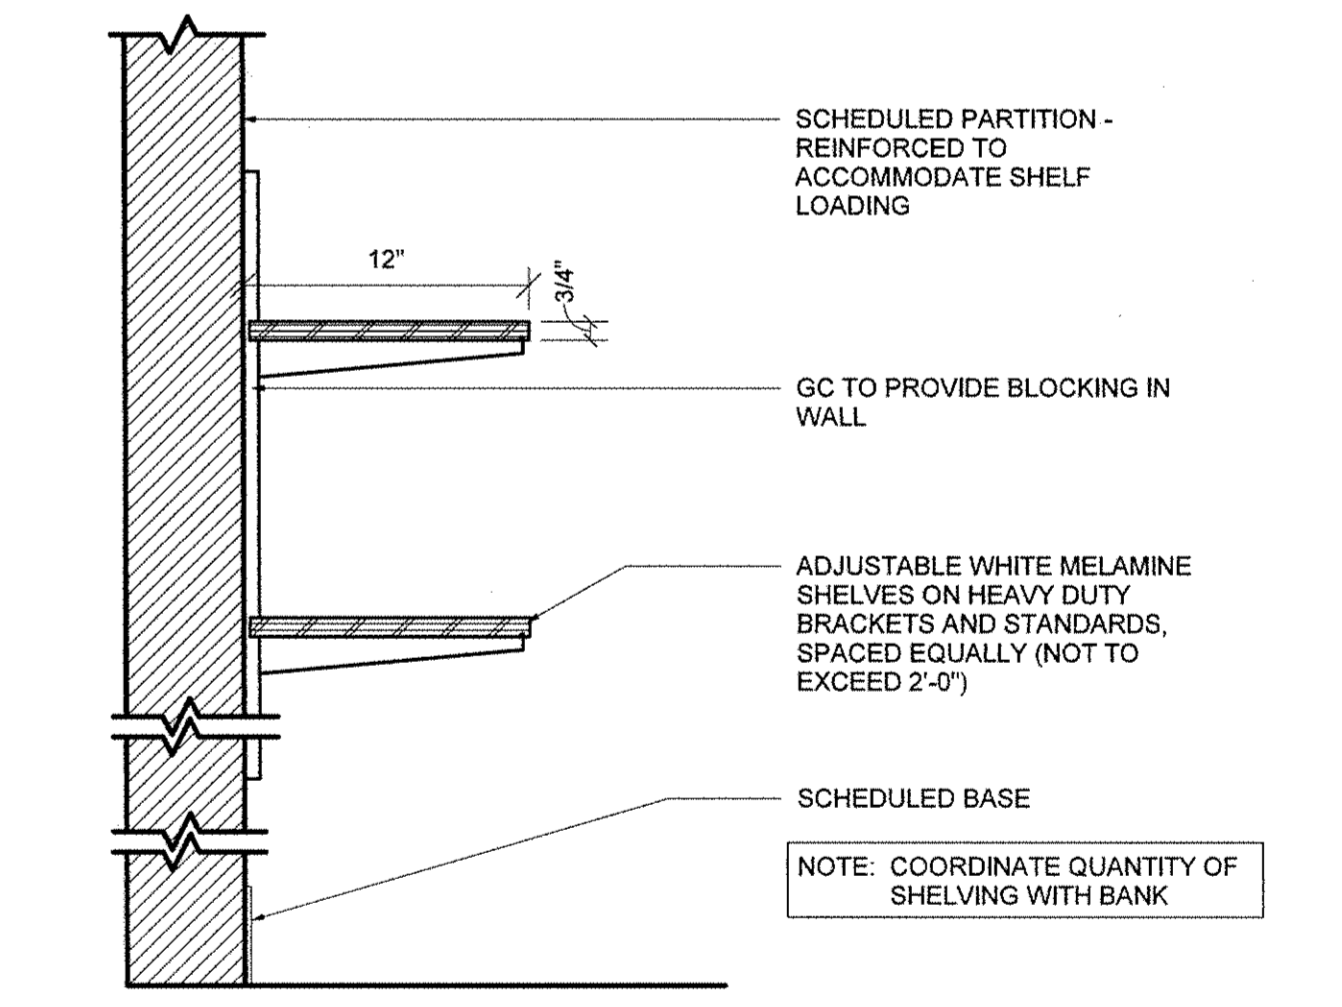 SCHEDULED PARTITION -
REINFORCED TO
ACCOMMODATE SHELF
LOADING
12"
3/4"
GC TO PROVIDE BLOCKING IN
WALL
ADJUSTABLE WHITE MELAMINE
SHELVES ON HEAVY DUTY
BRACKETS AND STANDARDS,
SPACED EQUALLY (NOT TO
EXCEED 2'-0")
SCHEDULED BASE
NOTE: COORDINATE QUANTITY OF
SHELVING WITH BANK